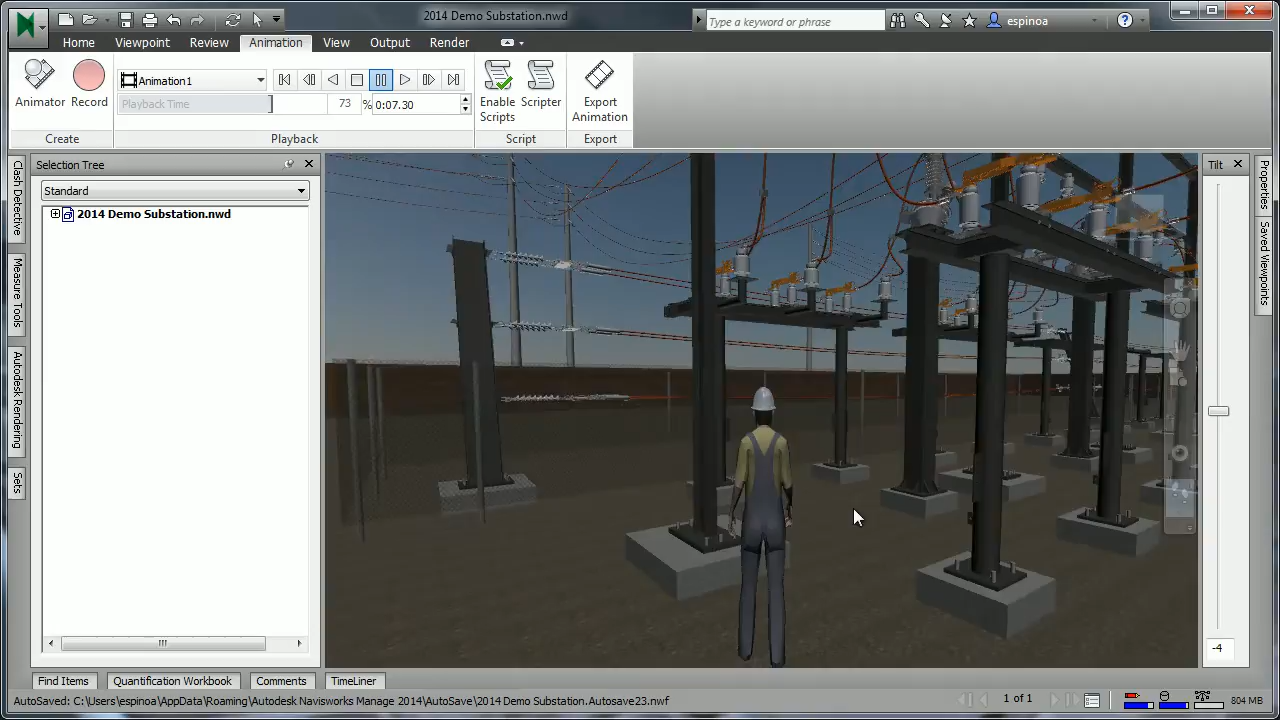 2014 Demo Substation.nwd
Type a keyword or phrase
espinoa
Home Viewpoint Review Animation View Output Render
Animation1
Animator Record
Playback Time 73 % 0:07.30
Enable Scripts Scripter
Export Animation
Create Playback Script Export
Selection Tree
Tilt
Standard
2014 Demo Substation.nwd
Clash Detective
Measure Tools
Autodesk Rendering
Sets
Properties
Saved Viewpoints
-4
Find Items Quantification Workbook Comments TimeLiner
AutoSaved: C:\Users\espinoa\AppData\Roaming\Autodesk Navisworks Manage 2014\AutoSave\2014 Demo Substation.Autosave23.nwf
1 of 1
804 MB